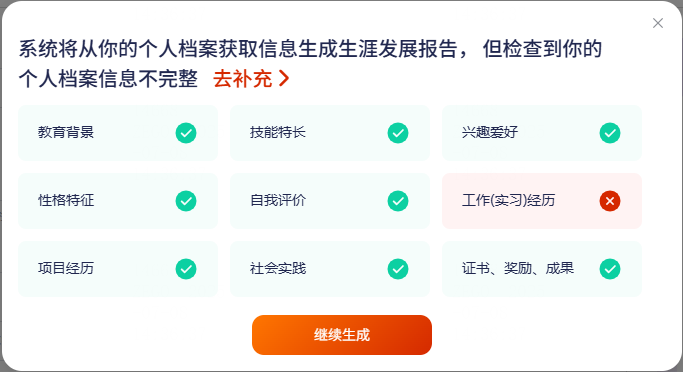 系统将从你的个人档案获取信息生成生涯发展报告， 但检查到你的
个人档案信息不完整 去补充
教育背景
技能特长
兴趣爱好
性格特征
自我评价
工作(实习)经历
项目经历
社会实践
证书、奖励、成果
继续生成